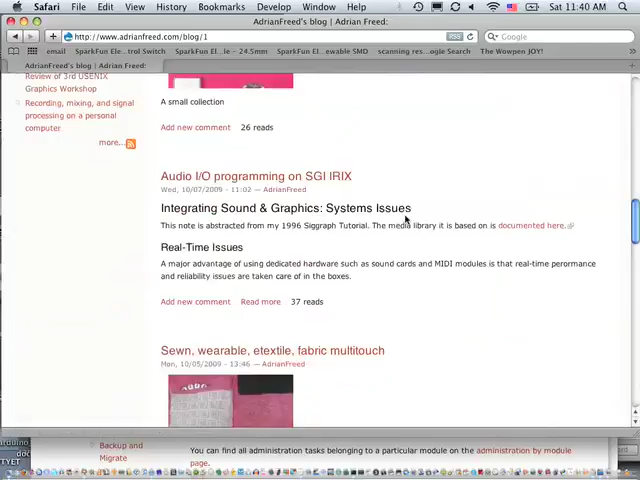 Safari File Edit View History Bookmarks Develop Window Help Sat 11:40 AM
AdrianFreed's blog | Adrian Freed:
http://www.adrianfreed.com/blog/1 RSS Google
email SparkFun El...trol Switch SparkFun El...le - 24.5mm SparkFun El...ewable SMD scanning res...ogle Search The Wowpen JOY!
AdrianFreed's blog | Adrian Freed:
Review of 3rd USENIX
Graphics Workshop
Recording, mixing, and signal
processing on a personal
computer
more...
A small collection
Add new comment 26 reads
Audio I/O programming on SGI IRIX
Wed, 10/07/2009 - 11:02 — AdrianFreed
Integrating Sound & Graphics: Systems Issues
This note is abstracted from my 1996 Siggraph Tutorial. The media library it is based on is documented here.
Real-Time Issues
A major advantage of using dedicated hardware such as sound cards and MIDI modules is that real-time perormance
and reliability issues are taken care of in the boxes.
Add new comment Read more 37 reads
Sewn, wearable, etextile, fabric multitouch
Mon, 10/05/2009 - 13:46 — AdrianFreed
Backup and
Migrate
You can find all administration tasks belonging to a particular module on the administration by module
page.